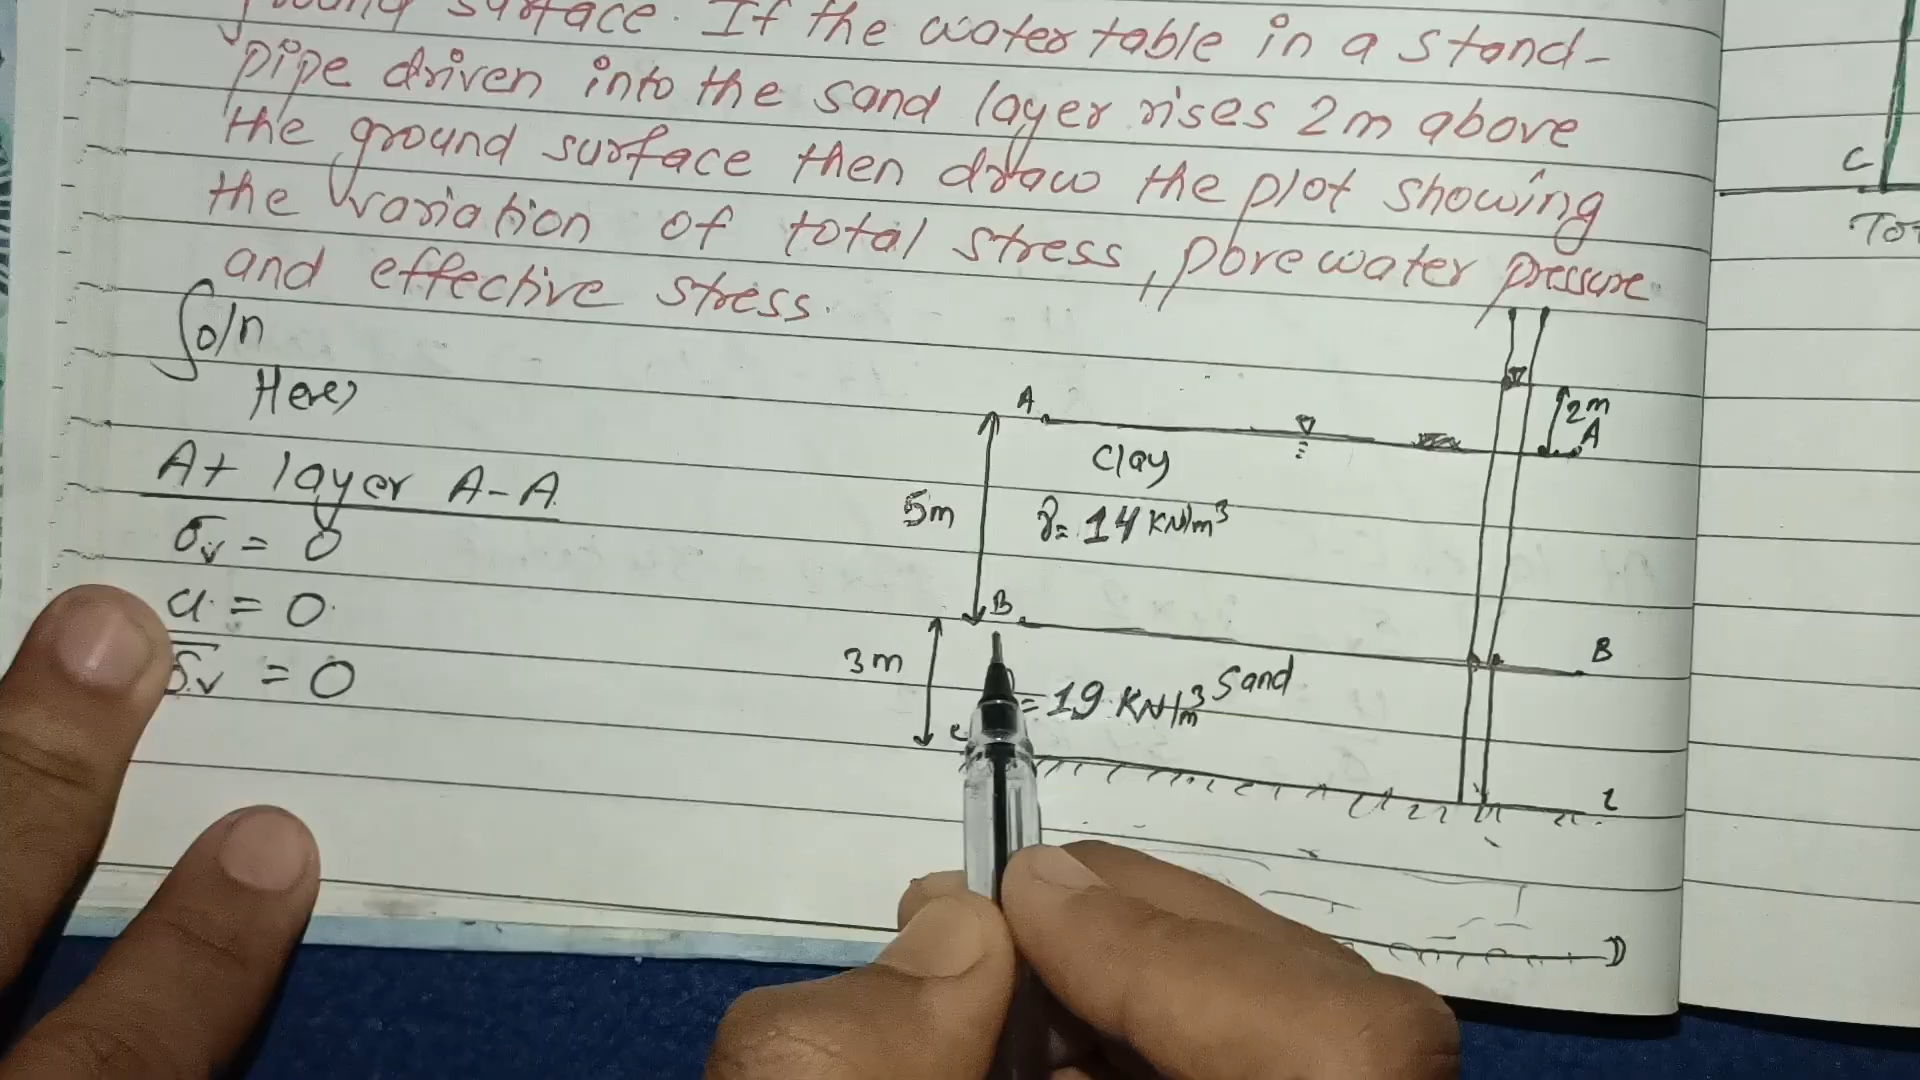 surface. If the water table in a stand-
pipe driven into the sand layer rises 2m above
the ground surface then draw the plot showing
the variation of total stress, pore water pressure
and effective stress.
Soln
Here,
At layer A-A
σv = 0
u = 0
σ̅v = 0
A
2m
A
Clay
5m
γ= 14 KN/m³
B
B
3m
= 19 KN/m³ Sand
c
D
C